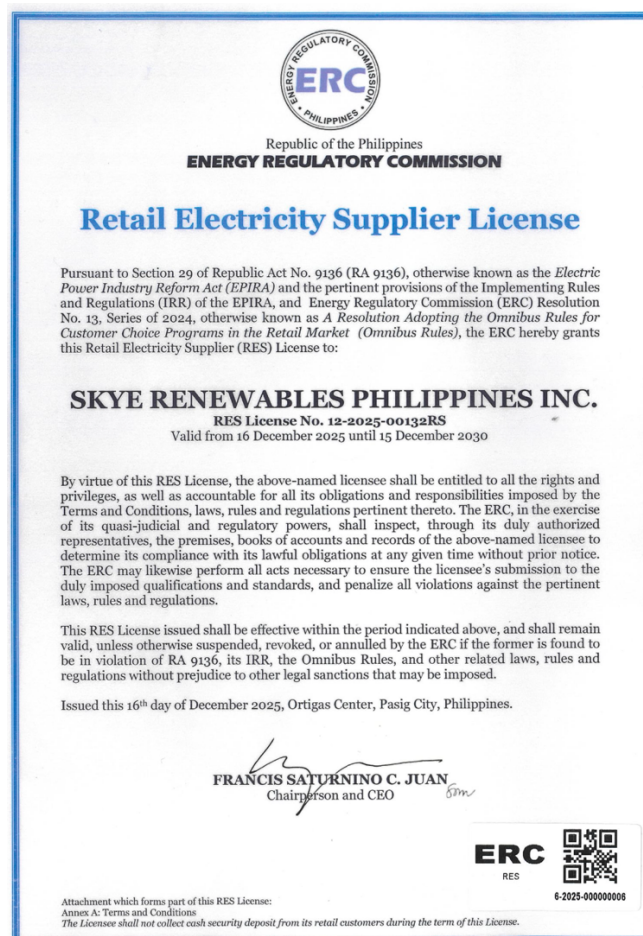 ENERGY REGULATORY COMMISSION
ERC
• PHILIPPINES •
Republic of the Philippines
ENERGY REGULATORY COMMISSION
Retail Electricity Supplier License
Pursuant to Section 29 of Republic Act No. 9136 (RA 9136), otherwise known as the Electric
Power Industry Reform Act (EPIRA) and the pertinent provisions of the Implementing Rules
and Regulations (IRR) of the EPIRA, and Energy Regulatory Commission (ERC) Resolution
No. 13, Series of 2024, otherwise known as A Resolution Adopting the Omnibus Rules for
Customer Choice Programs in the Retail Market (Omnibus Rules), the ERC hereby grants
this Retail Electricity Supplier (RES) License to:
SKYE RENEWABLES PHILIPPINES INC.
RES License No. 12-2025-00132RS
Valid from 16 December 2025 until 15 December 2030
By virtue of this RES License, the above-named licensee shall be entitled to all the rights and
privileges, as well as accountable for all its obligations and responsibilities imposed by the
Terms and Conditions, laws, rules and regulations pertinent thereto. The ERC, in the exercise
of its quasi-judicial and regulatory powers, shall inspect, through its duly authorized
representatives, the premises, books of accounts and records of the above-named licensee to
determine its compliance with its lawful obligations at any given time without prior notice.
The ERC may likewise perform all acts necessary to ensure the licensee's submission to the
duly imposed qualifications and standards, and penalize all violations against the pertinent
laws, rules and regulations.
This RES License issued shall be effective within the period indicated above, and shall remain
valid, unless otherwise suspended, revoked, or annulled by the ERC if the former is found to
be in violation of RA 9136, its IRR, the Omnibus Rules, and other related laws, rules and
regulations without prejudice to other legal sanctions that may be imposed.
Issued this 16th day of December 2025, Ortigas Center, Pasig City, Philippines.
FRANCIS SATURNINO C. JUAN
Chairperson and CEO
ERC
RES
6-2025-000000006
Attachment which forms part of this RES License:
Annex A: Terms and Conditions
The Licensee shall not collect cash security deposit from its retail customers during the term of this License.